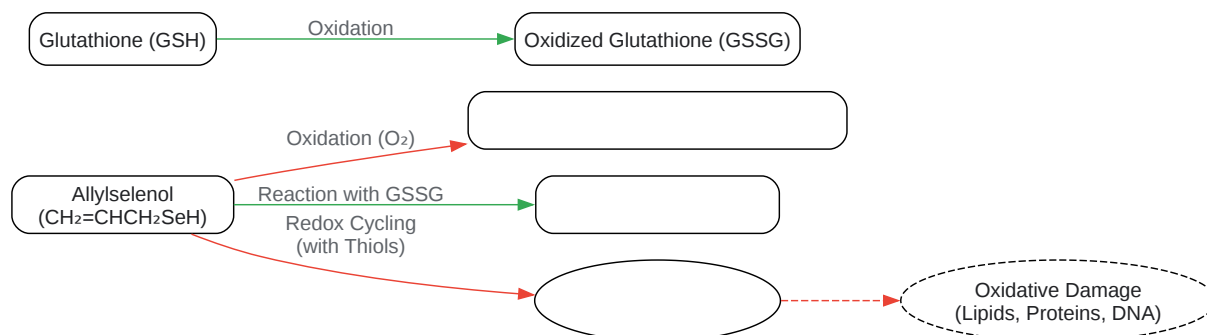 Glutathione (GSH)
Oxidation
Oxidized Glutathione (GSSG)
Oxidation (O₂)
Allylselenol
(CH₂=CHCH₂SeH)
Reaction with GSSG
Redox Cycling
(with Thiols)
Oxidative Damage
(Lipids, Proteins, DNA)